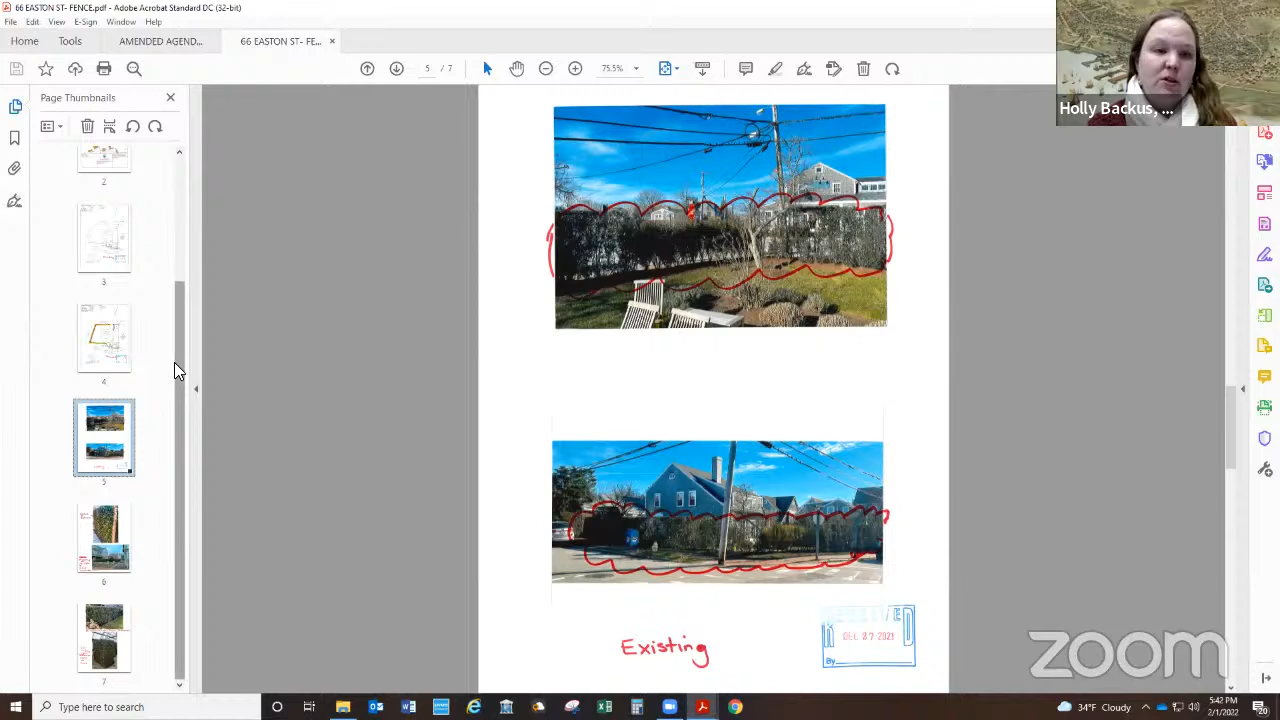 66 EASTON ST- FENCE.pdf - Adobe Acrobat Standard DC (32-bit)
File Edit View E-Sign Window Help
Home Tools AMENDED AGEND... 66 EASTON ST- FE... ×
5 / 7 75.5%
Page Thumbnails
2
3
4
5
6
7
Existing
DEC 27 2021
By
Holly Backus, ...
zoom
Type here to search
34°F Cloudy
5:42 PM
2/1/2022
20